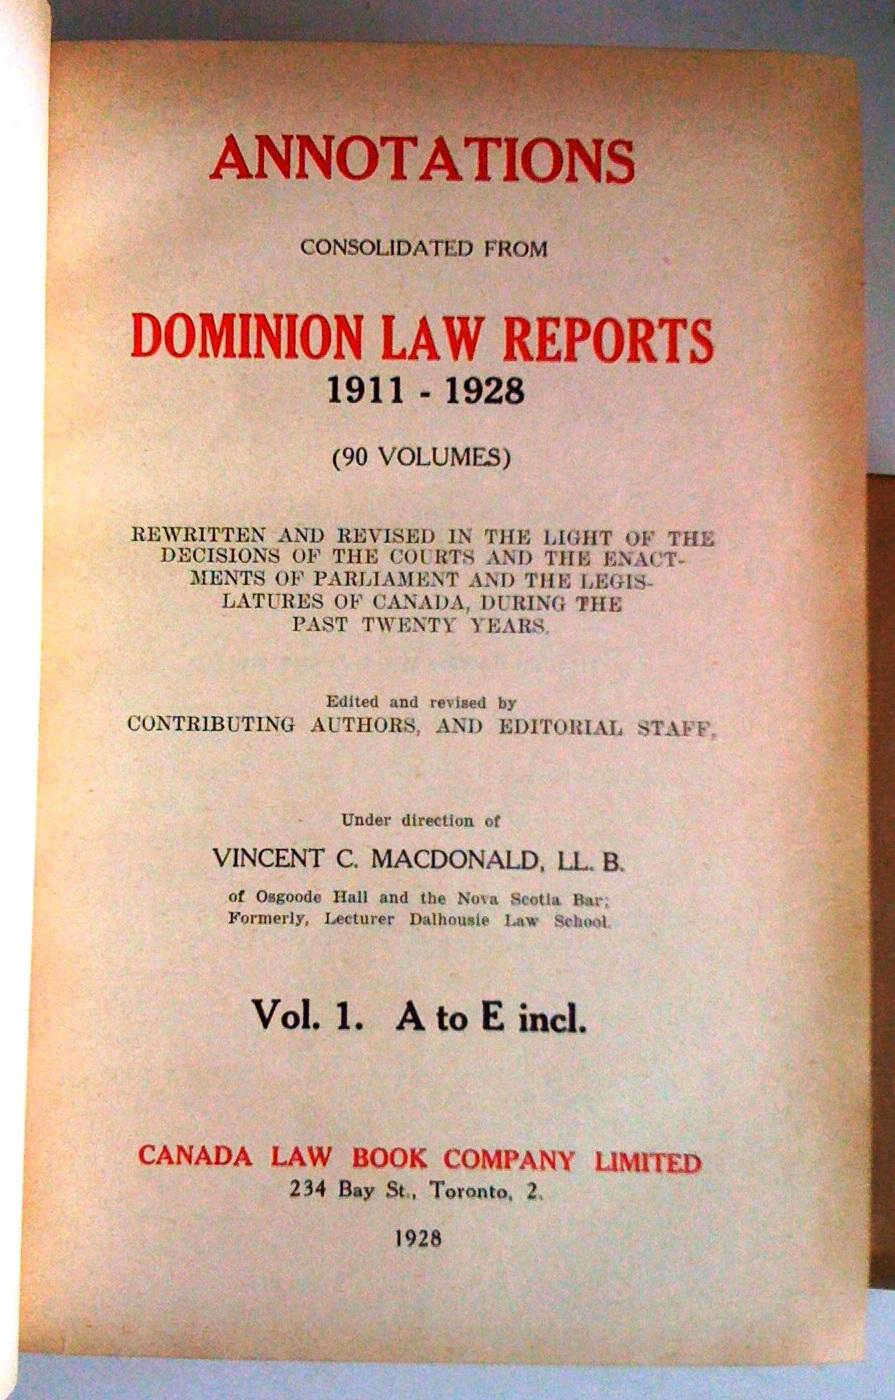 ANNOTATIONS
CONSOLIDATED FROM
DOMINION LAW REPORTS
1911 - 1928
(90 VOLUMES)
REWRITTEN AND REVISED IN THE LIGHT OF THE
DECISIONS OF THE COURTS AND THE ENACT-
MENTS OF PARLIAMENT AND THE LEGIS-
LATURES OF CANADA, DURING THE
PAST TWENTY YEARS.
Edited and revised by
CONTRIBUTING AUTHORS, AND EDITORIAL STAFF,
Under direction of
VINCENT C. MACDONALD, LL. B.
of Osgoode Hall and the Nova Scotia Bar;
Formerly, Lecturer Dalhousie Law School.
Vol. 1. A to E incl.
CANADA LAW BOOK COMPANY LIMITED
234 Bay St., Toronto, 2.
1928